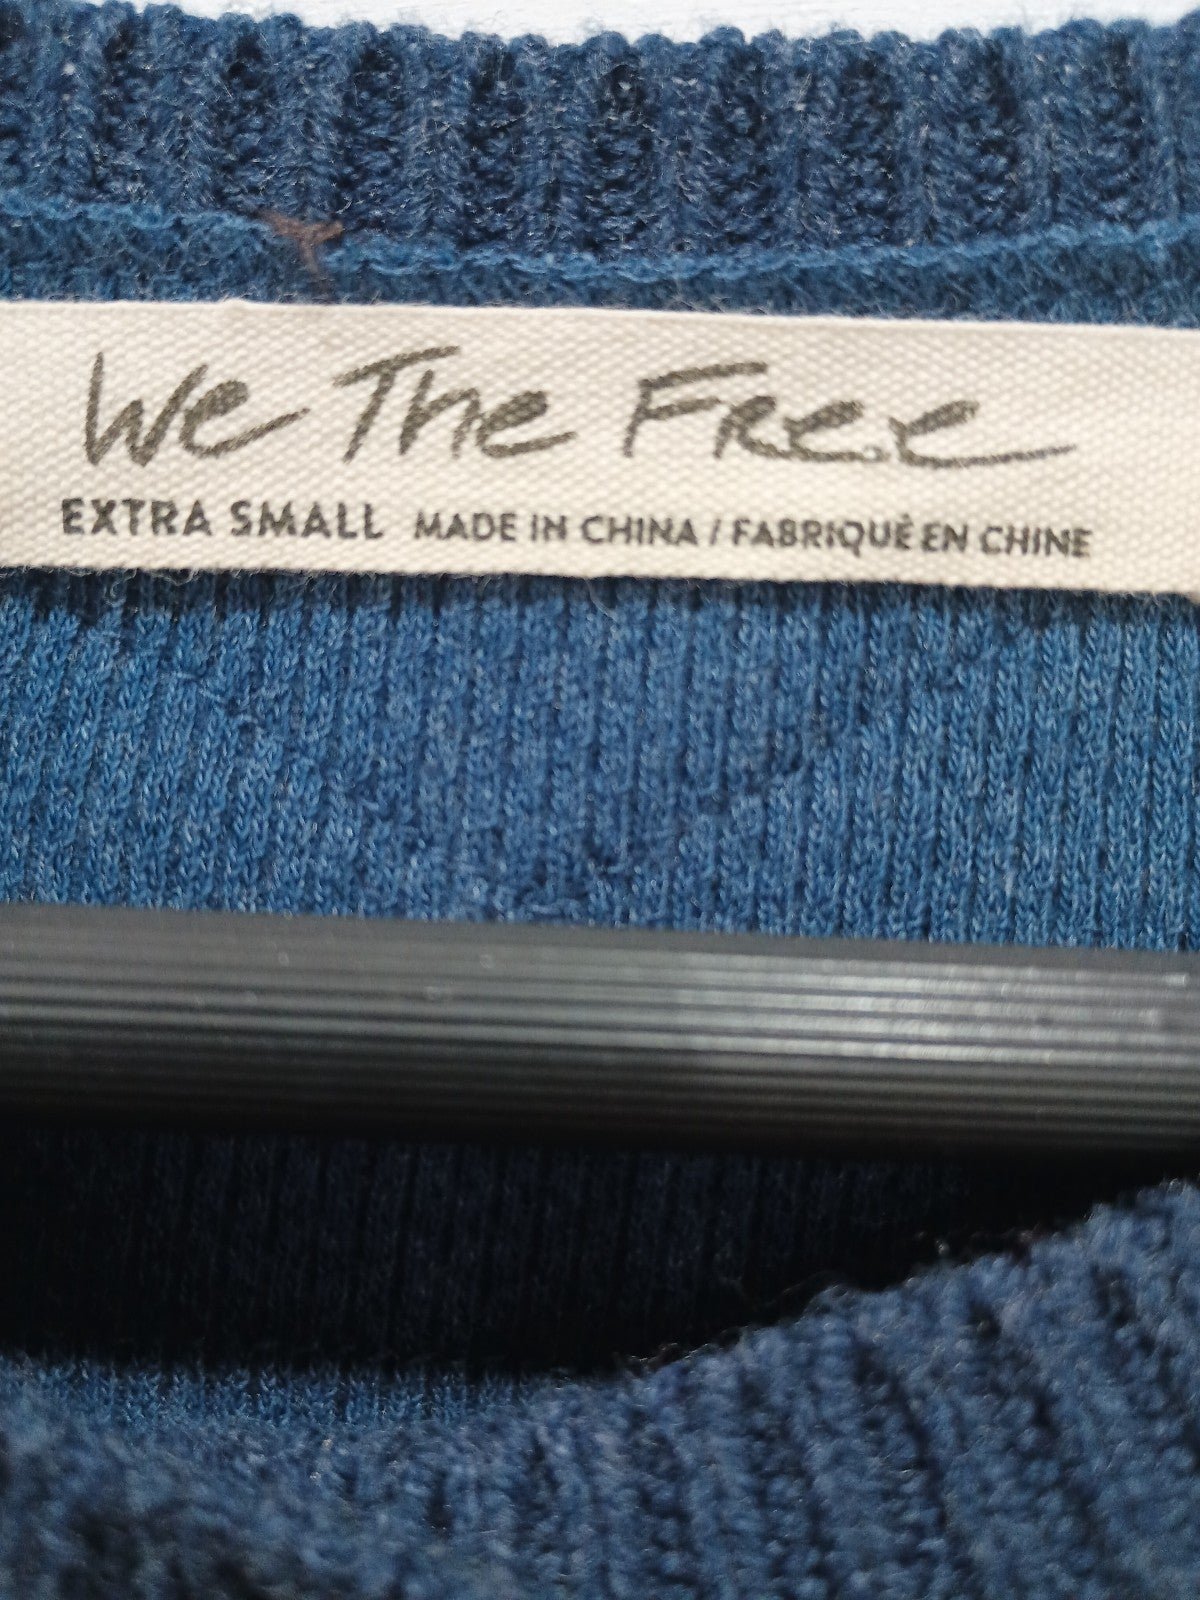 We The Free
EXTRA SMALL MADE IN CHINA / FABRIQUÉ EN CHINE